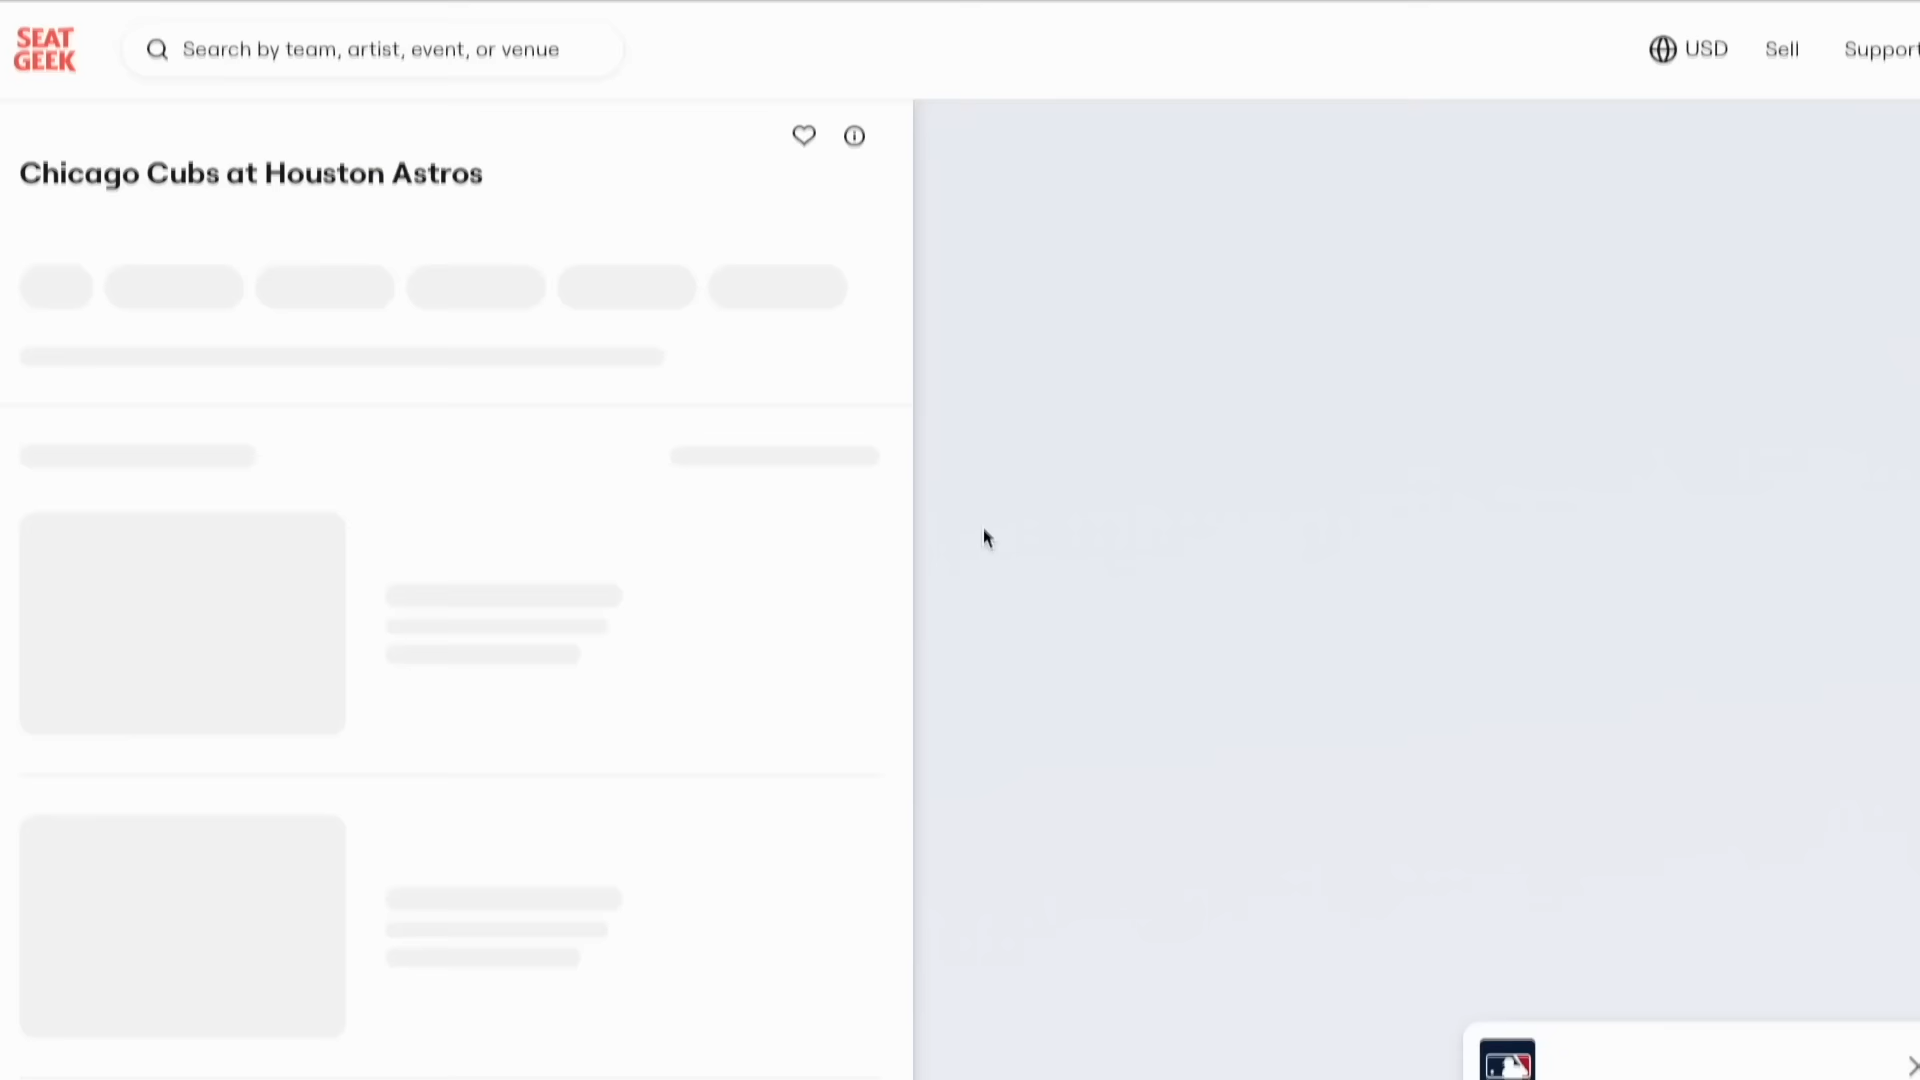 SEAT
GEEK
Search by team, artist, event, or venue
USD
Sell
Support
Chicago Cubs at Houston Astros